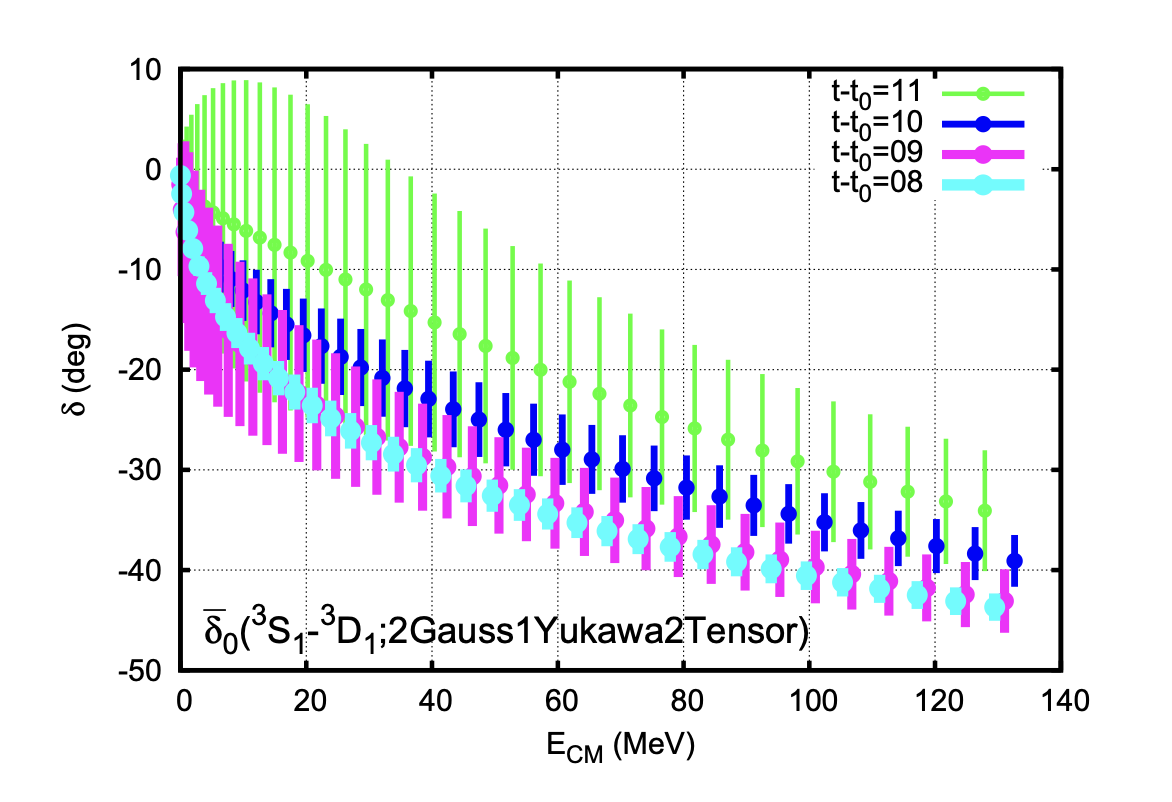 10
0
-10
-20
-30
-40
-50
δ (deg)
t-t₀=11
t-t₀=10
t-t₀=09
t-t₀=08
δ̅₀(³S₁-³D₁;2Gauss1Yukawa2Tensor)
0 20 40 60 80 100 120 140
E_CM (MeV)